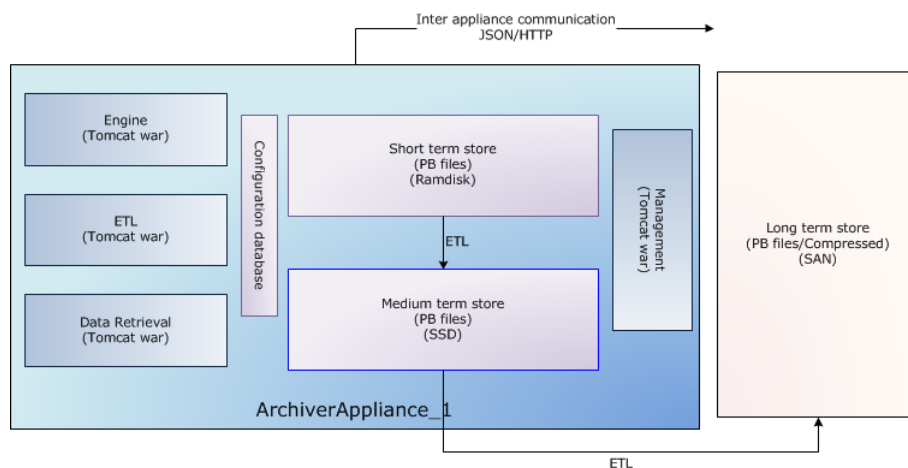 Inter appliance communication
JSON/HTTP
Engine
(Tomcat war)
ETL
(Tomcat war)
Data Retrieval
(Tomcat war)
Configuration database
Short term store
(PB files)
(Ramdisk)
ETL
Medium term store
(PB files)
(SSD)
Management
(Tomcat war)
ArchiverAppliance_1
Long term store
(PB files/Compressed)
(SAN)
ETL